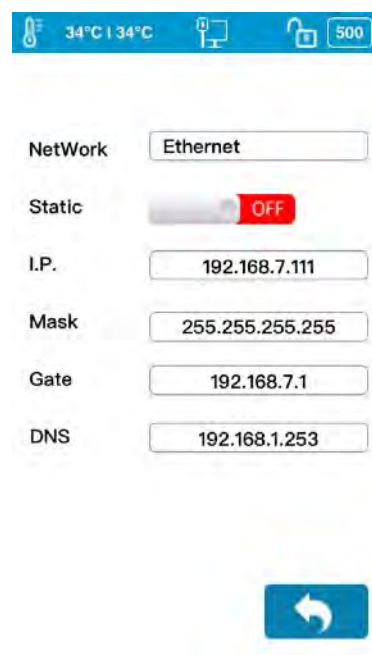 34°C I 34°C 500
NetWork Ethernet
Static OFF
I.P. 192.168.7.111
Mask 255.255.255.255
Gate 192.168.7.1
DNS 192.168.1.253